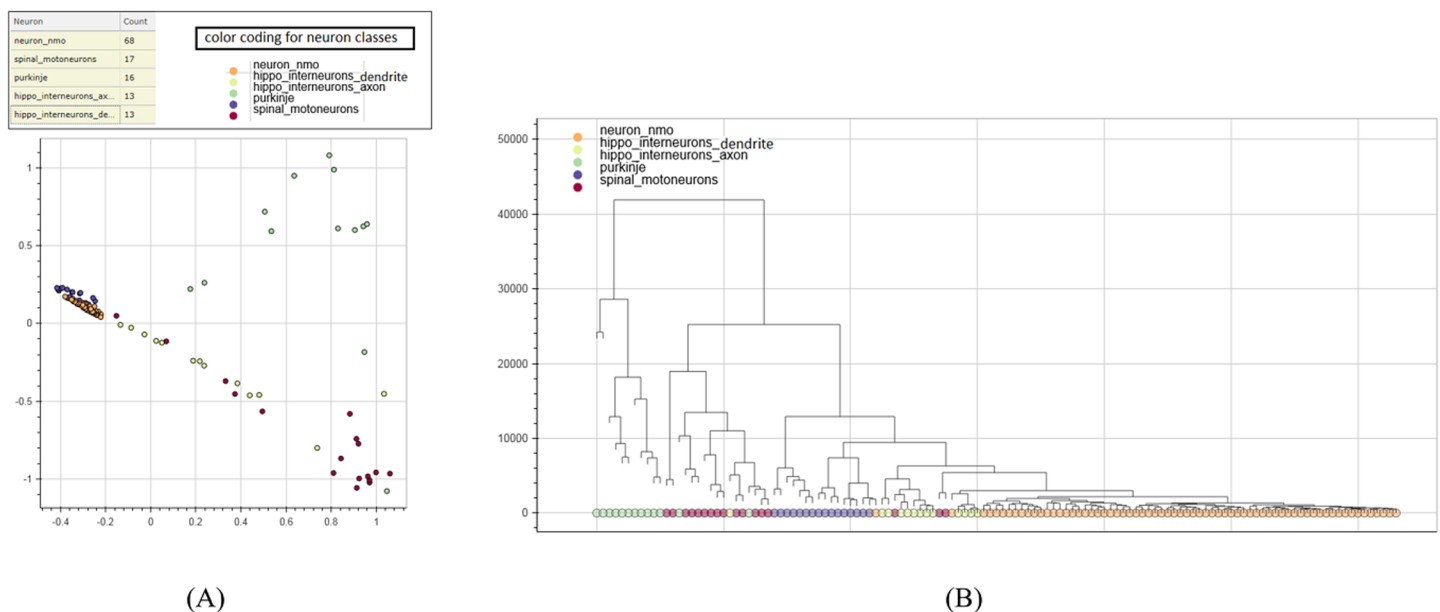 Neuron Count
neuron_nmo 68
spinal_motoneurons 17
purkinje 16
hippo_interneurons_ax... 13
hippo_interneurons_de... 13
color coding for neuron classes
neuron_nmo
hippo_interneurons_dendrite
hippo_interneurons_axon
purkinje
spinal_motoneurons
1
0.5
0
-0.5
-1
-0.4 -0.2 0 0.2 0.4 0.6 0.8 1
(A)
neuron_nmo
hippo_interneurons_dendrite
hippo_interneurons_axon
purkinje
spinal_motoneurons
50000
40000
30000
20000
10000
0
(B)